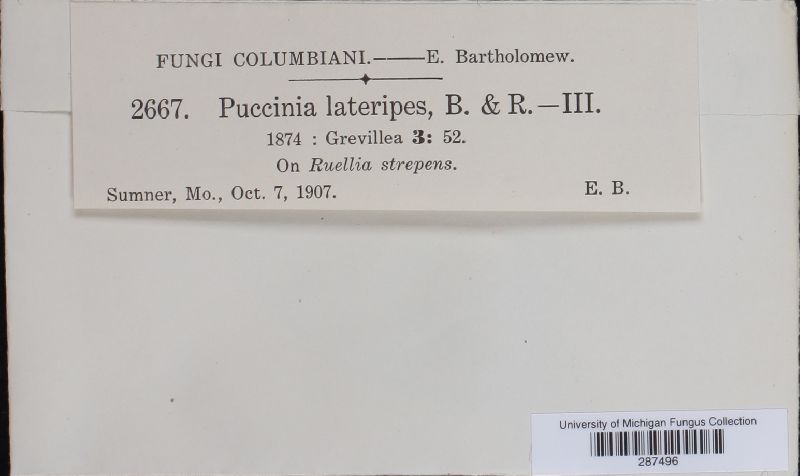 FUNGI COLUMBIANI.——E. Bartholomew.
2667. Puccinia lateripes, B. & R.—III.
1874 : Grevillea 3: 52.
On Ruellia strepens.
Sumner, Mo., Oct. 7, 1907. E. B.
University of Michigan Fungus Collection
287496